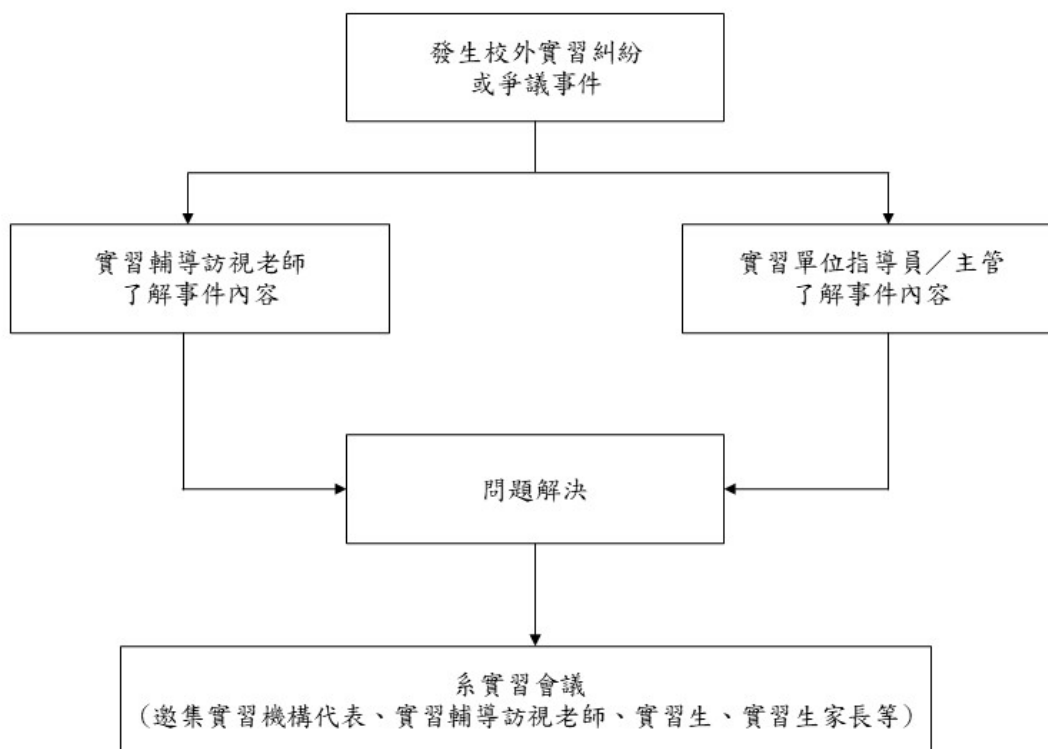 發生校外實習糾紛
或爭議事件
實習輔導訪視老師
了解事件內容
實習單位指導員／主管
了解事件內容
問題解決
系實習會議
（邀集實習機構代表、實習輔導訪視老師、實習生、實習生家長等）